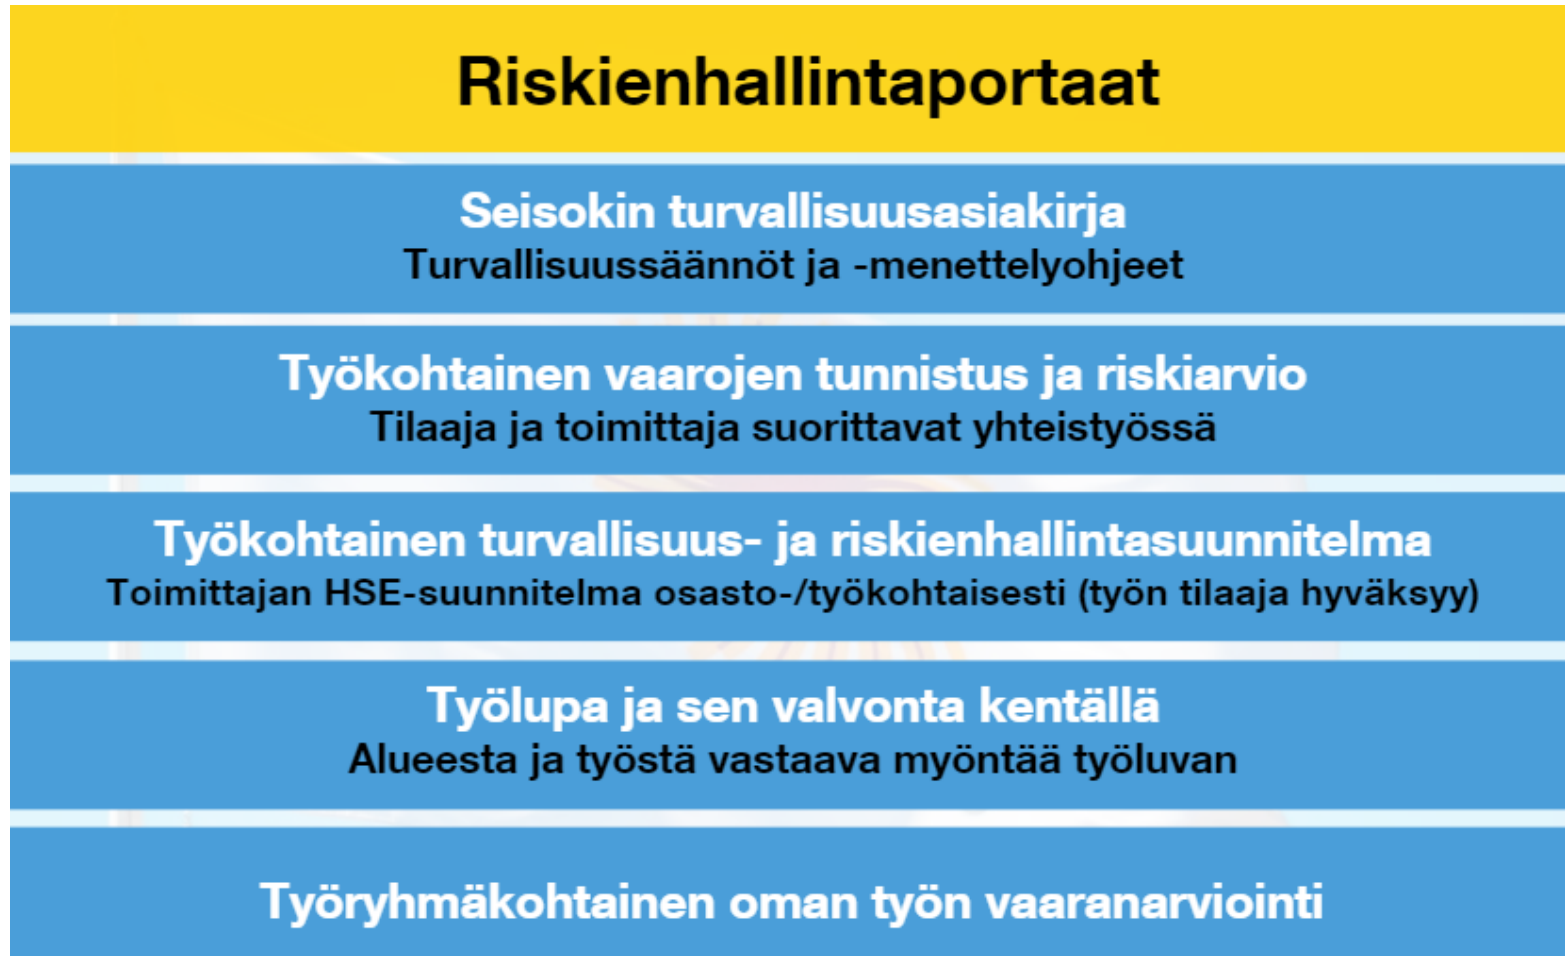 Riskienhallintaportaat
Seisokin turvallisuusasiakirja
Turvallisuussäännöt ja -menettelyohjeet
Työkohtainen vaarojen tunnistus ja riskiarvio
Tilaaja ja toimittaja suorittavat yhteistyössä
Työkohtainen turvallisuus- ja riskienhallintasuunnitelma
Toimittajan HSE-suunnitelma osasto-/työkohtaisesti (työn tilaaja hyväksyy)
Työlupa ja sen valvonta kentällä
Alueesta ja työstä vastaava myöntää työluvan
Työryhmäkohtainen oman työn vaaranarviointi